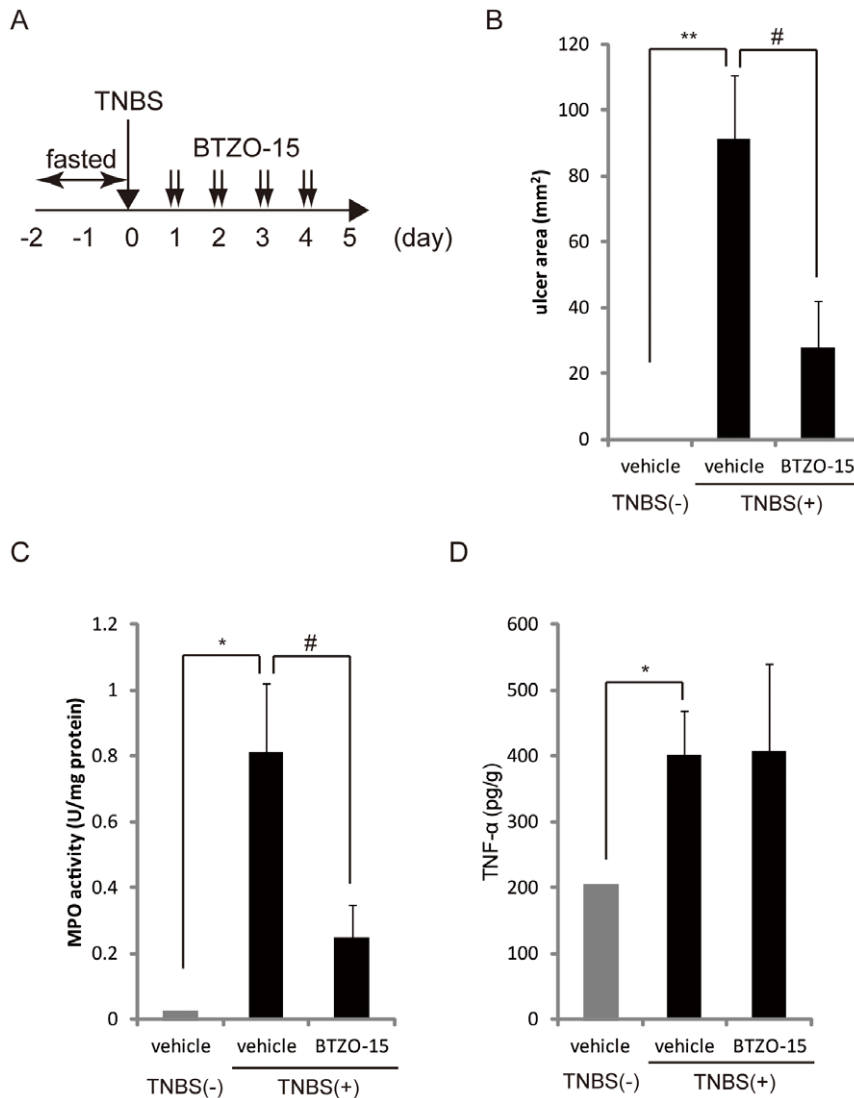 A
TNBS
fasted
BTZO-15
-2 -1 0 1 2 3 4 5 (day)
B
120
100
80
60
40
20
0
ulcer area (mm²)
** #
vehicle vehicle BTZO-15
TNBS(-) TNBS(+)
C
1.2
1
0.8
0.6
0.4
0.2
0
MPO activity (U/mg protein)
* #
vehicle vehicle BTZO-15
TNBS(-) TNBS(+)
D
600
500
400
300
200
100
0
TNF-α (pg/g)
*
vehicle vehicle BTZO-15
TNBS(-) TNBS(+)